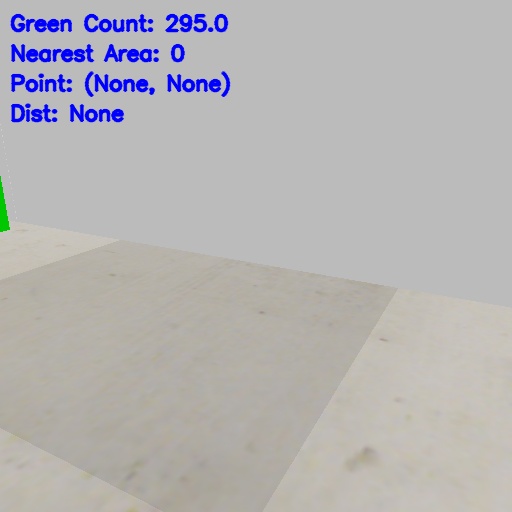 Green Count: 295.0
Nearest Area: 0
Point: (None, None)
Dist: None